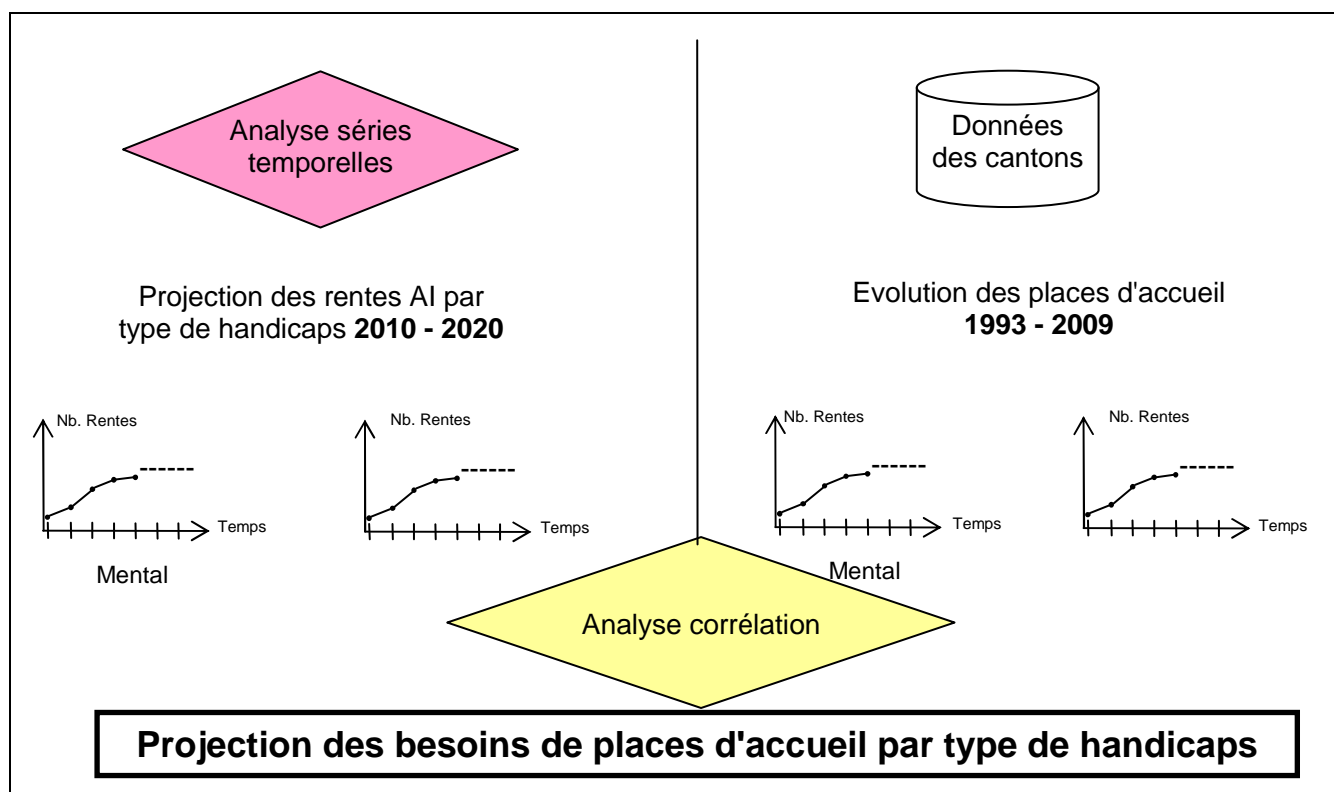 Analyse séries
temporelles
Données
des cantons
Projection des rentes AI par
type de handicaps 2010 - 2020
Evolution des places d'accueil
1993 - 2009
Nb. Rentes
Temps
Mental
Nb. Rentes
Temps
Nb. Rentes
Temps
Mental
Nb. Rentes
Temps
Analyse corrélation
Projection des besoins de places d'accueil par type de handicaps